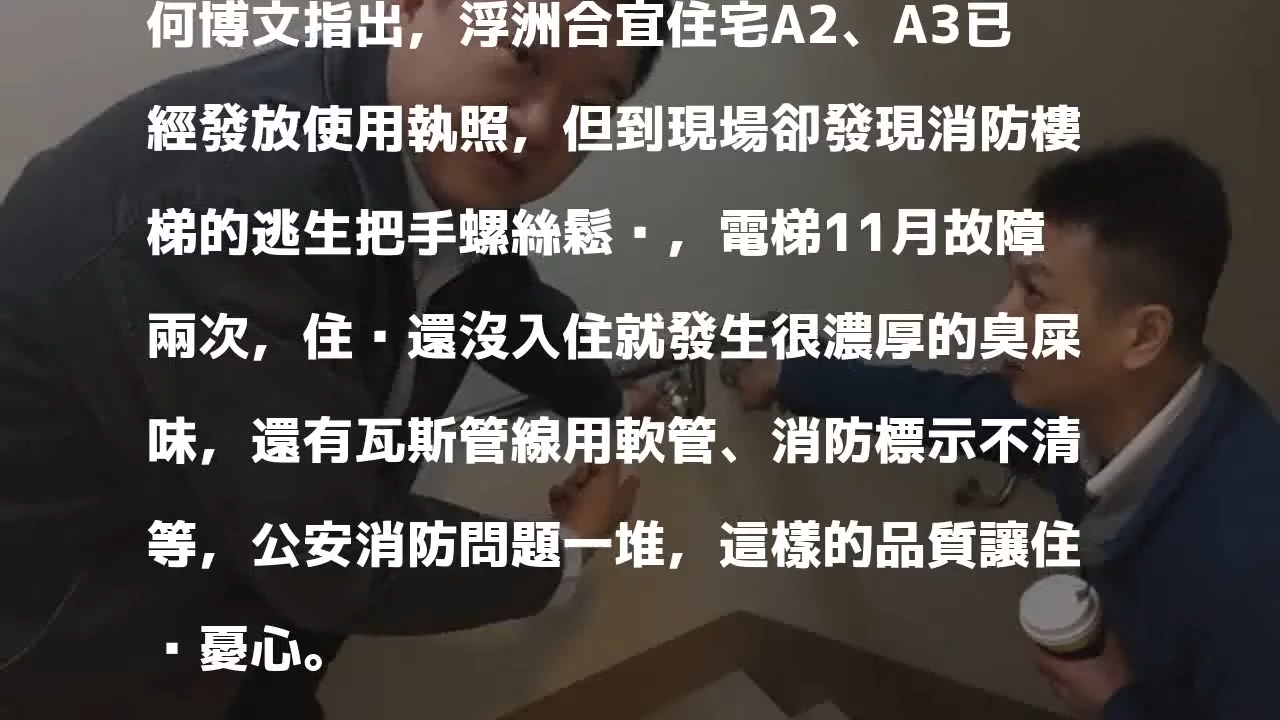 何博文指出，浮洲合宜住宅A2、A3已
經發放使用執照，但到現場卻發現消防樓
梯的逃生把手螺絲鬆▪，電梯11月故障
兩次，住▪還沒入住就發生很濃厚的臭屎
味，還有瓦斯管線用軟管、消防標示不清
等，公安消防問題一堆，這樣的品質讓住
▪憂心。